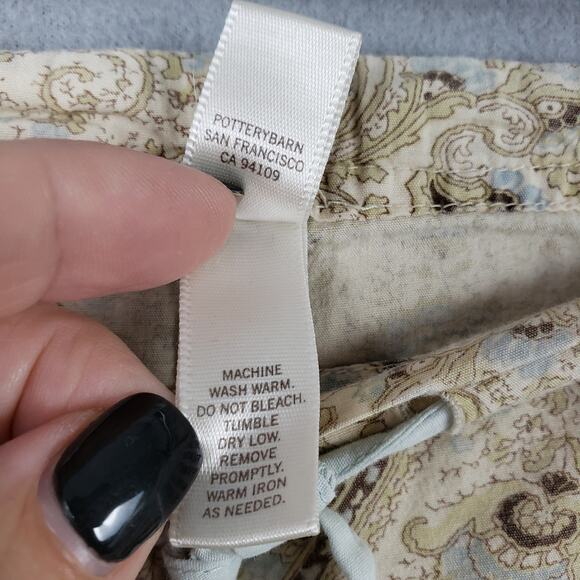 POTTERYBARN
SAN FRANCISCO
CA 94109
MACHINE
WASH WARM.
DO NOT BLEACH.
TUMBLE
DRY LOW.
REMOVE
PROMPTLY.
WARM IRON
AS NEEDED.